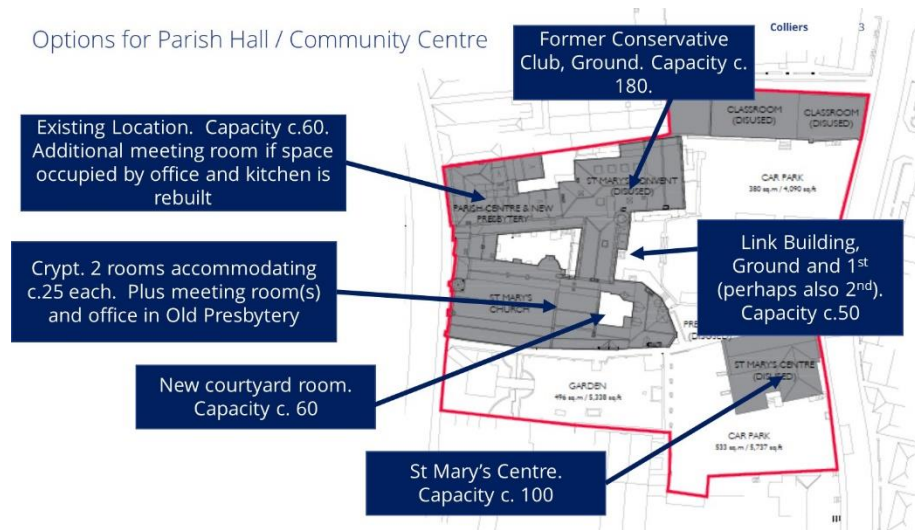 Options for Parish Hall / Community Centre
Colliers
3
Former Conservative
Club, Ground. Capacity c.
180.
Existing Location. Capacity c.60.
Additional meeting room if space
occupied by office and kitchen is
rebuilt
Crypt. 2 rooms accommodating
c.25 each. Plus meeting room(s)
and office in Old Presbytery
New courtyard room.
Capacity c. 60
St Mary’s Centre.
Capacity c. 100
Link Building,
Ground and 1st
(perhaps also 2nd).
Capacity c.50
CLASSROOM
(DISUSED)
CLASSROOM
(DISUSED)
CAR PARK
380 sq.m / 4,090 sq.ft
ST MARY'S CONVENT
(DISUSED)
PARISH CENTRE & NEW
PRESBYTERY
ST MARY'S
CHURCH
ST MARY'S CENTRE
(DISUSED)
GARDEN
496 sq.m / 5,338 sq.ft
CAR PARK
533 sq.m / 5,737 sq.ft